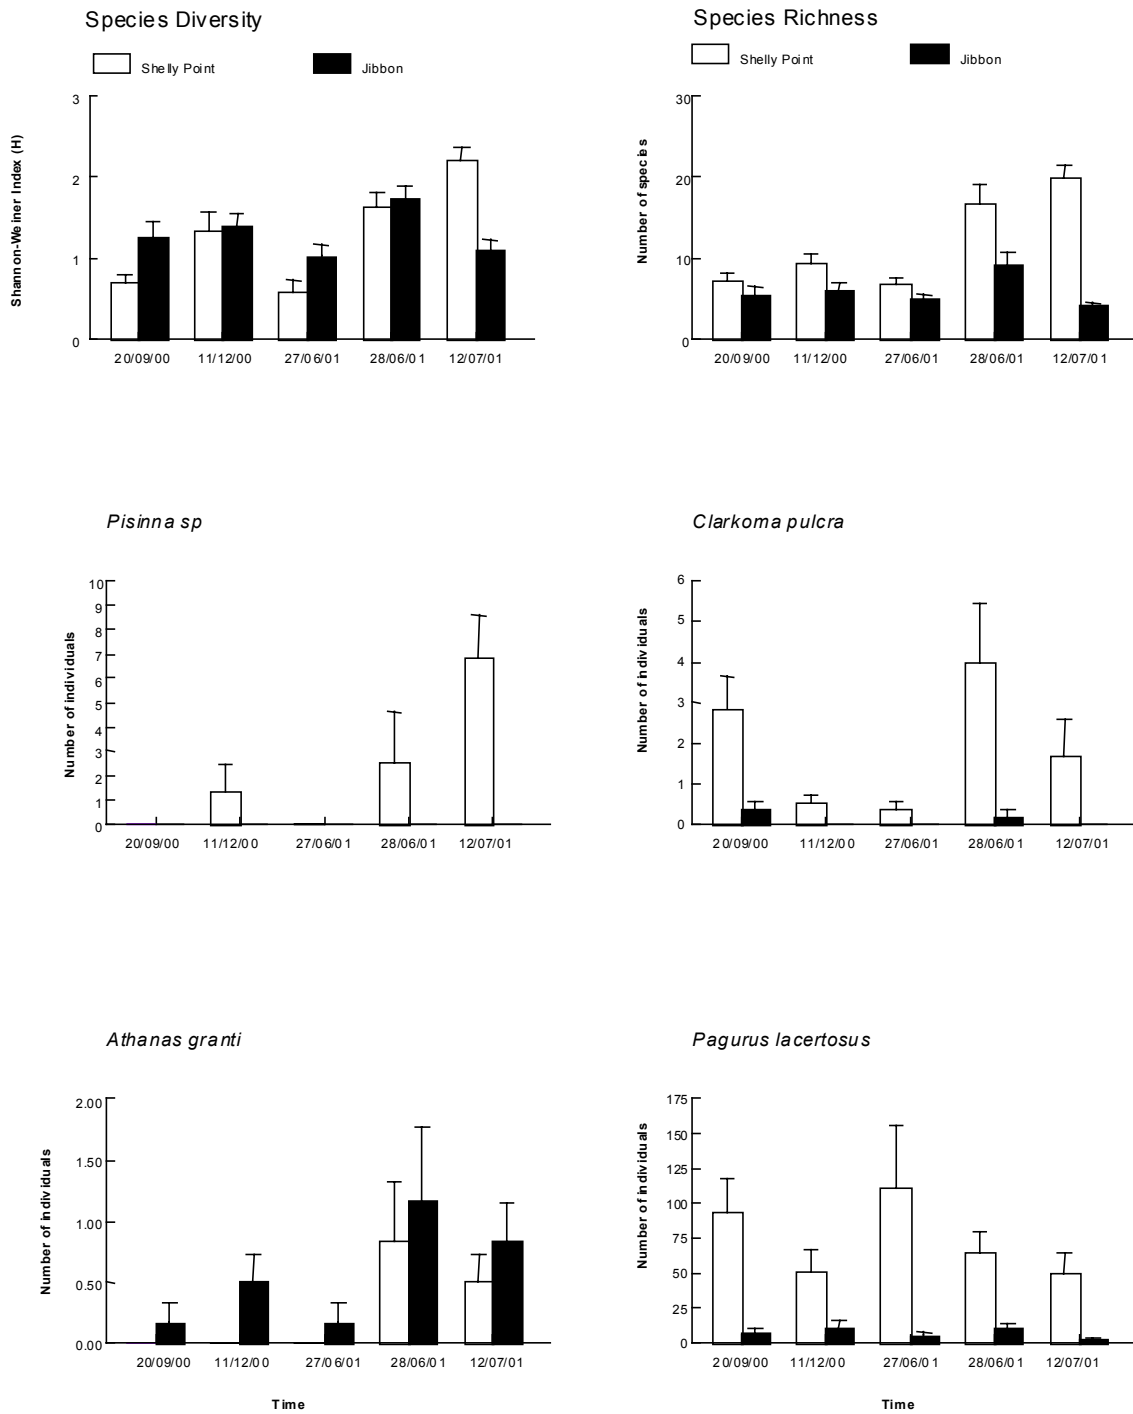 Species Diversity
Shelly Point
Jibbon
Shannon-Weiner Index (H)
3
2
1
0
20/09/00 11/12/00 27/06/01 28/06/01 12/07/01
Species Richness
Shelly Point
Jibbon
Number of species
30
20
10
0
20/09/00 11/12/00 27/06/01 28/06/01 12/07/01
Pisinna sp
Number of individuals
10
9
8
7
6
5
4
3
2
1
0
20/09/00 11/12/00 27/06/01 28/06/01 12/07/01
Clarkoma pulcra
Number of individuals
6
5
4
3
2
1
0
20/09/00 11/12/00 27/06/01 28/06/01 12/07/01
Athanas granti
Number of individuals
2.00
1.50
1.00
0.50
0.00
20/09/00 11/12/00 27/06/01 28/06/01 12/07/01
Time
Pagurus lacertosus
Number of individuals
175
150
125
100
75
50
25
0
20/09/00 11/12/00 27/06/01 28/06/01 12/07/01
Time